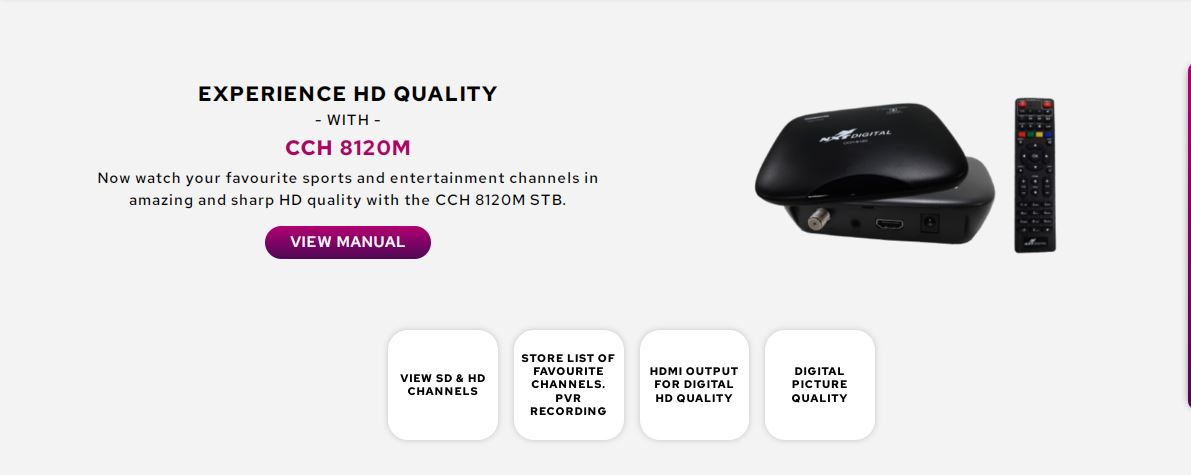 EXPERIENCE HD QUALITY
- WITH -
CCH 8120M
Now watch your favourite sports and entertainment channels in
amazing and sharp HD quality with the CCH 8120M STB.
VIEW MANUAL
NXTDIGITAL
VIEW SD & HD
CHANNELS
STORE LIST OF
FAVOURITE
CHANNELS.
PVR
RECORDING
HDMI OUTPUT
FOR DIGITAL
HD QUALITY
DIGITAL
PICTURE
QUALITY